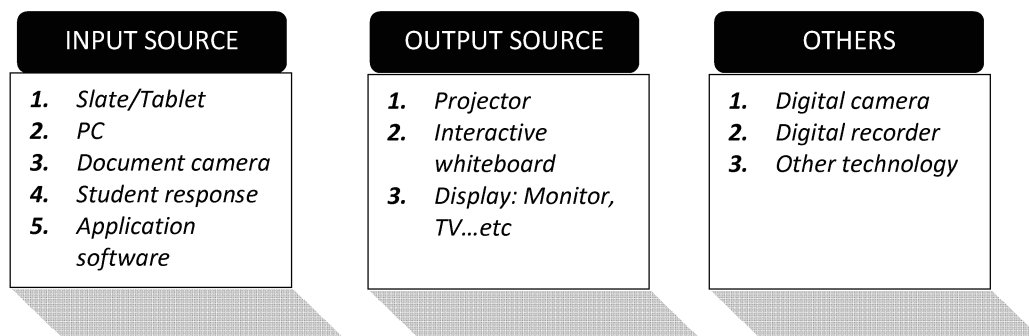 INPUT SOURCE
1. Slate/Tablet
2. PC
3. Document camera
4. Student response
5. Application
software
OUTPUT SOURCE
1. Projector
2. Interactive
whiteboard
3. Display: Monitor,
TV...etc
OTHERS
1. Digital camera
2. Digital recorder
3. Other technology